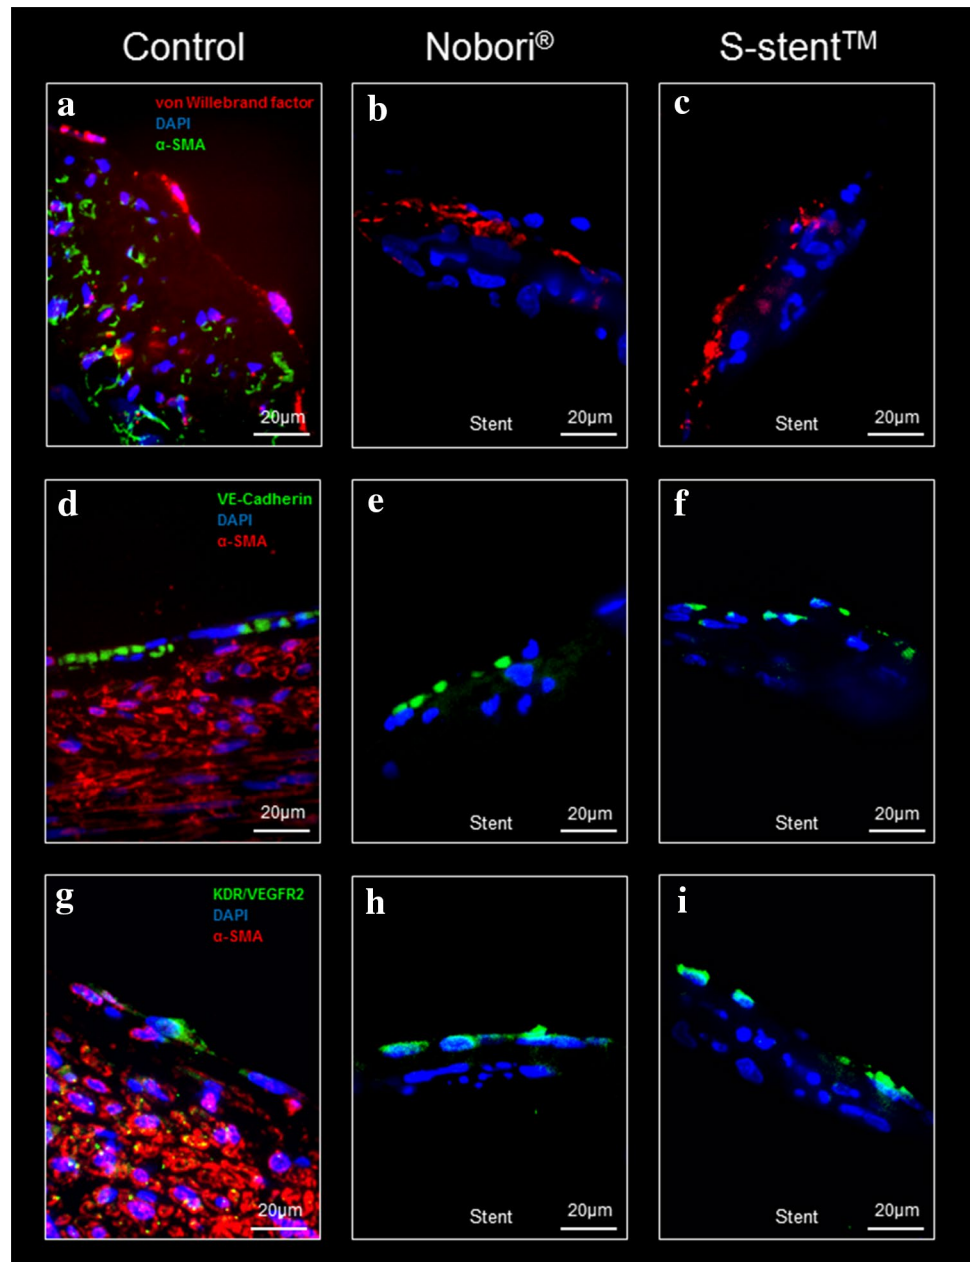 Control
Nobori®
S-stent™
a
von Willebrand factor
DAPI
α-SMA
20µm
b
Stent
20µm
c
Stent
20µm
d
VE-Cadherin
DAPI
α-SMA
20µm
e
Stent
20µm
f
Stent
20µm
g
KDR/VEGFR2
DAPI
α-SMA
20µm
h
Stent
20µm
i
Stent
20µm